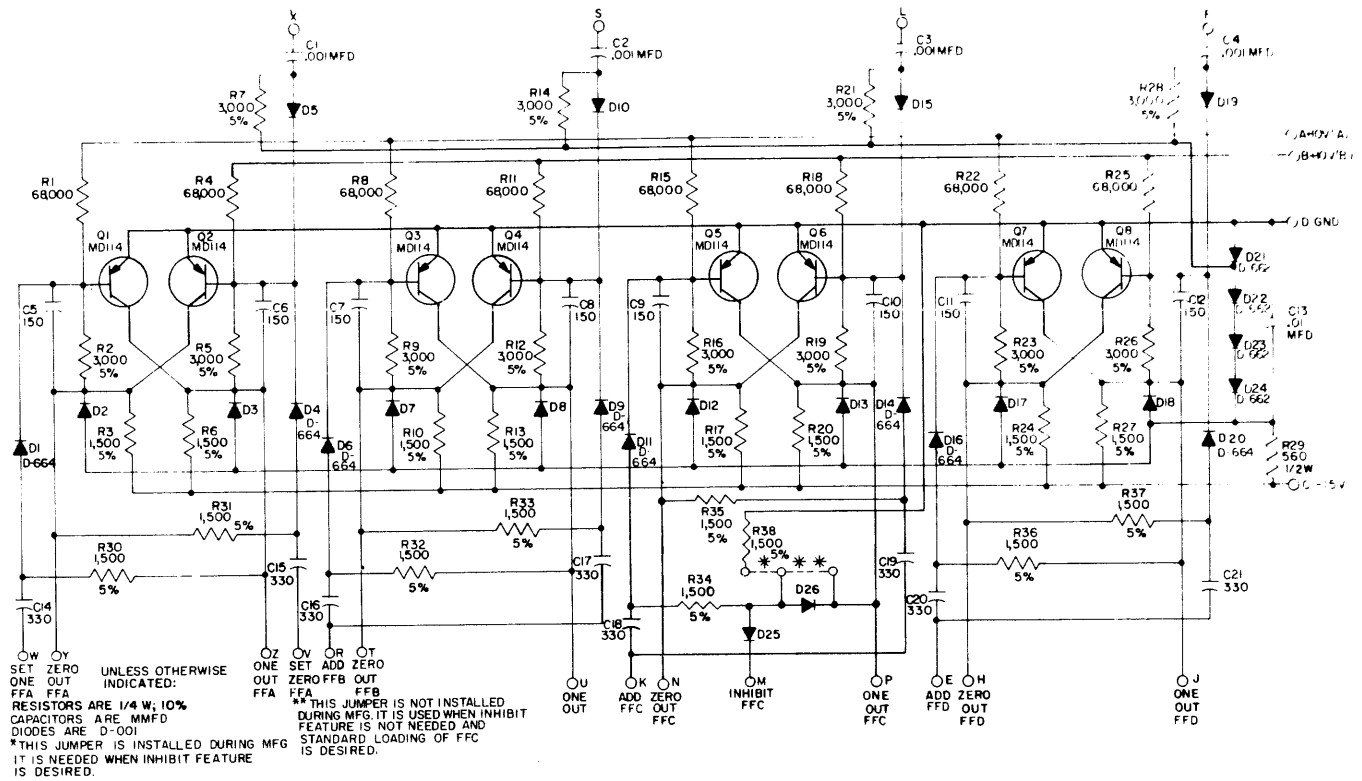 X
S
L
F
C1
.001MFD
C2
.001MFD
C3
.001MFD
C4
.001MFD
R7
3,000
5%
D5
R14
3,000
5%
D10
R21
3,000
5%
D15
R28
3,000
5%
D19
R1
68,000
R4
68,000
R8
68,000
R11
68,000
R15
68,000
R18
68,000
R22
68,000
R25
68,000
D GND
Q1
MD114
Q2
MD114
Q3
MD114
Q4
MD114
Q5
MD114
Q6
MD114
Q7
MD114
Q8
MD114
D21
D-662
D22
D-662
D23
D-662
D24
D-662
C13
.01
MFD
C5
150
C6
150
C7
150
C8
150
C9
150
C10
150
C11
150
C12
150
R2
3,000
5%
R5
3,000
5%
R9
3,000
5%
R12
3,000
5%
R16
3,000
5%
R19
3,000
5%
R23
3,000
5%
R26
3,000
5%
D1
D-664
D2
R3
1,500
5%
R6
1,500
5%
D3
D4
D-664
D6
D-664
D7
R10
1,500
5%
R13
1,500
5%
D8
D9
D-664
D11
D-664
D12
R17
1,500
5%
R20
1,500
5%
D13
D14
D-664
D16
D-664
D17
R24
1,500
5%
R27
1,500
5%
D18
D20
D-664
R29
560
1/2W
C -15V
R31
1,500
5%
R30
1,500
5%
R33
1,500
5%
R32
1,500
5%
R35
1,500
5%
R38
1,500
5%
* **
R34
1,500
5%
D26
D25
R37
1,500
5%
R36
1,500
5%
C14
330
C15
330
C16
330
C17
330
C18
330
C19
330
C20
330
C21
330
W
SET
ONE
FFA
Y
ZERO
OUT
FFA
Z
ONE
OUT
FFA
V
SET
ZERO
FFA
R
ADD
FFB
T
ZERO
OUT
FFB
U
ONE
OUT
K
ADD
FFC
N
ZERO
OUT
FFC
M
INHIBIT
FFC
P
ONE
OUT
FFC
E
ADD
FFD
H
ZERO
OUT
FFD
J
ONE
OUT
FFD
UNLESS OTHERWISE
INDICATED:
RESISTORS ARE 1/4 W; 10%
CAPACITORS ARE MMFD
DIODES ARE D-001
*THIS JUMPER IS INSTALLED DURING MFG
IT IS NEEDED WHEN INHIBIT FEATURE
IS DESIRED.
** THIS JUMPER IS NOT INSTALLED
DURING MFG. IT IS USED WHEN INHIBIT
FEATURE IS NOT NEEDED AND
STANDARD LOADING OF FFC
IS DESIRED.